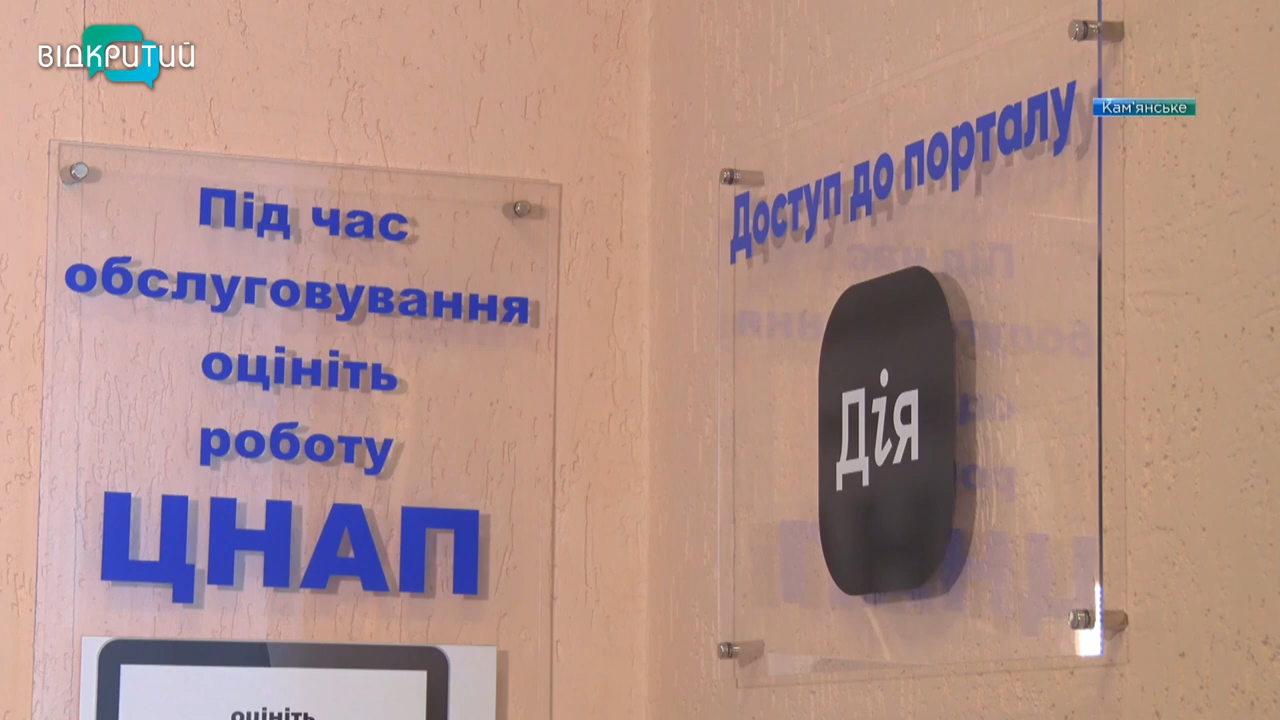 ВІДКРИТИЙ
Кам'янське
Під час
обслуговування
оцініть
роботу
ЦНАП
оцініть
Доступ до порталу
Дія